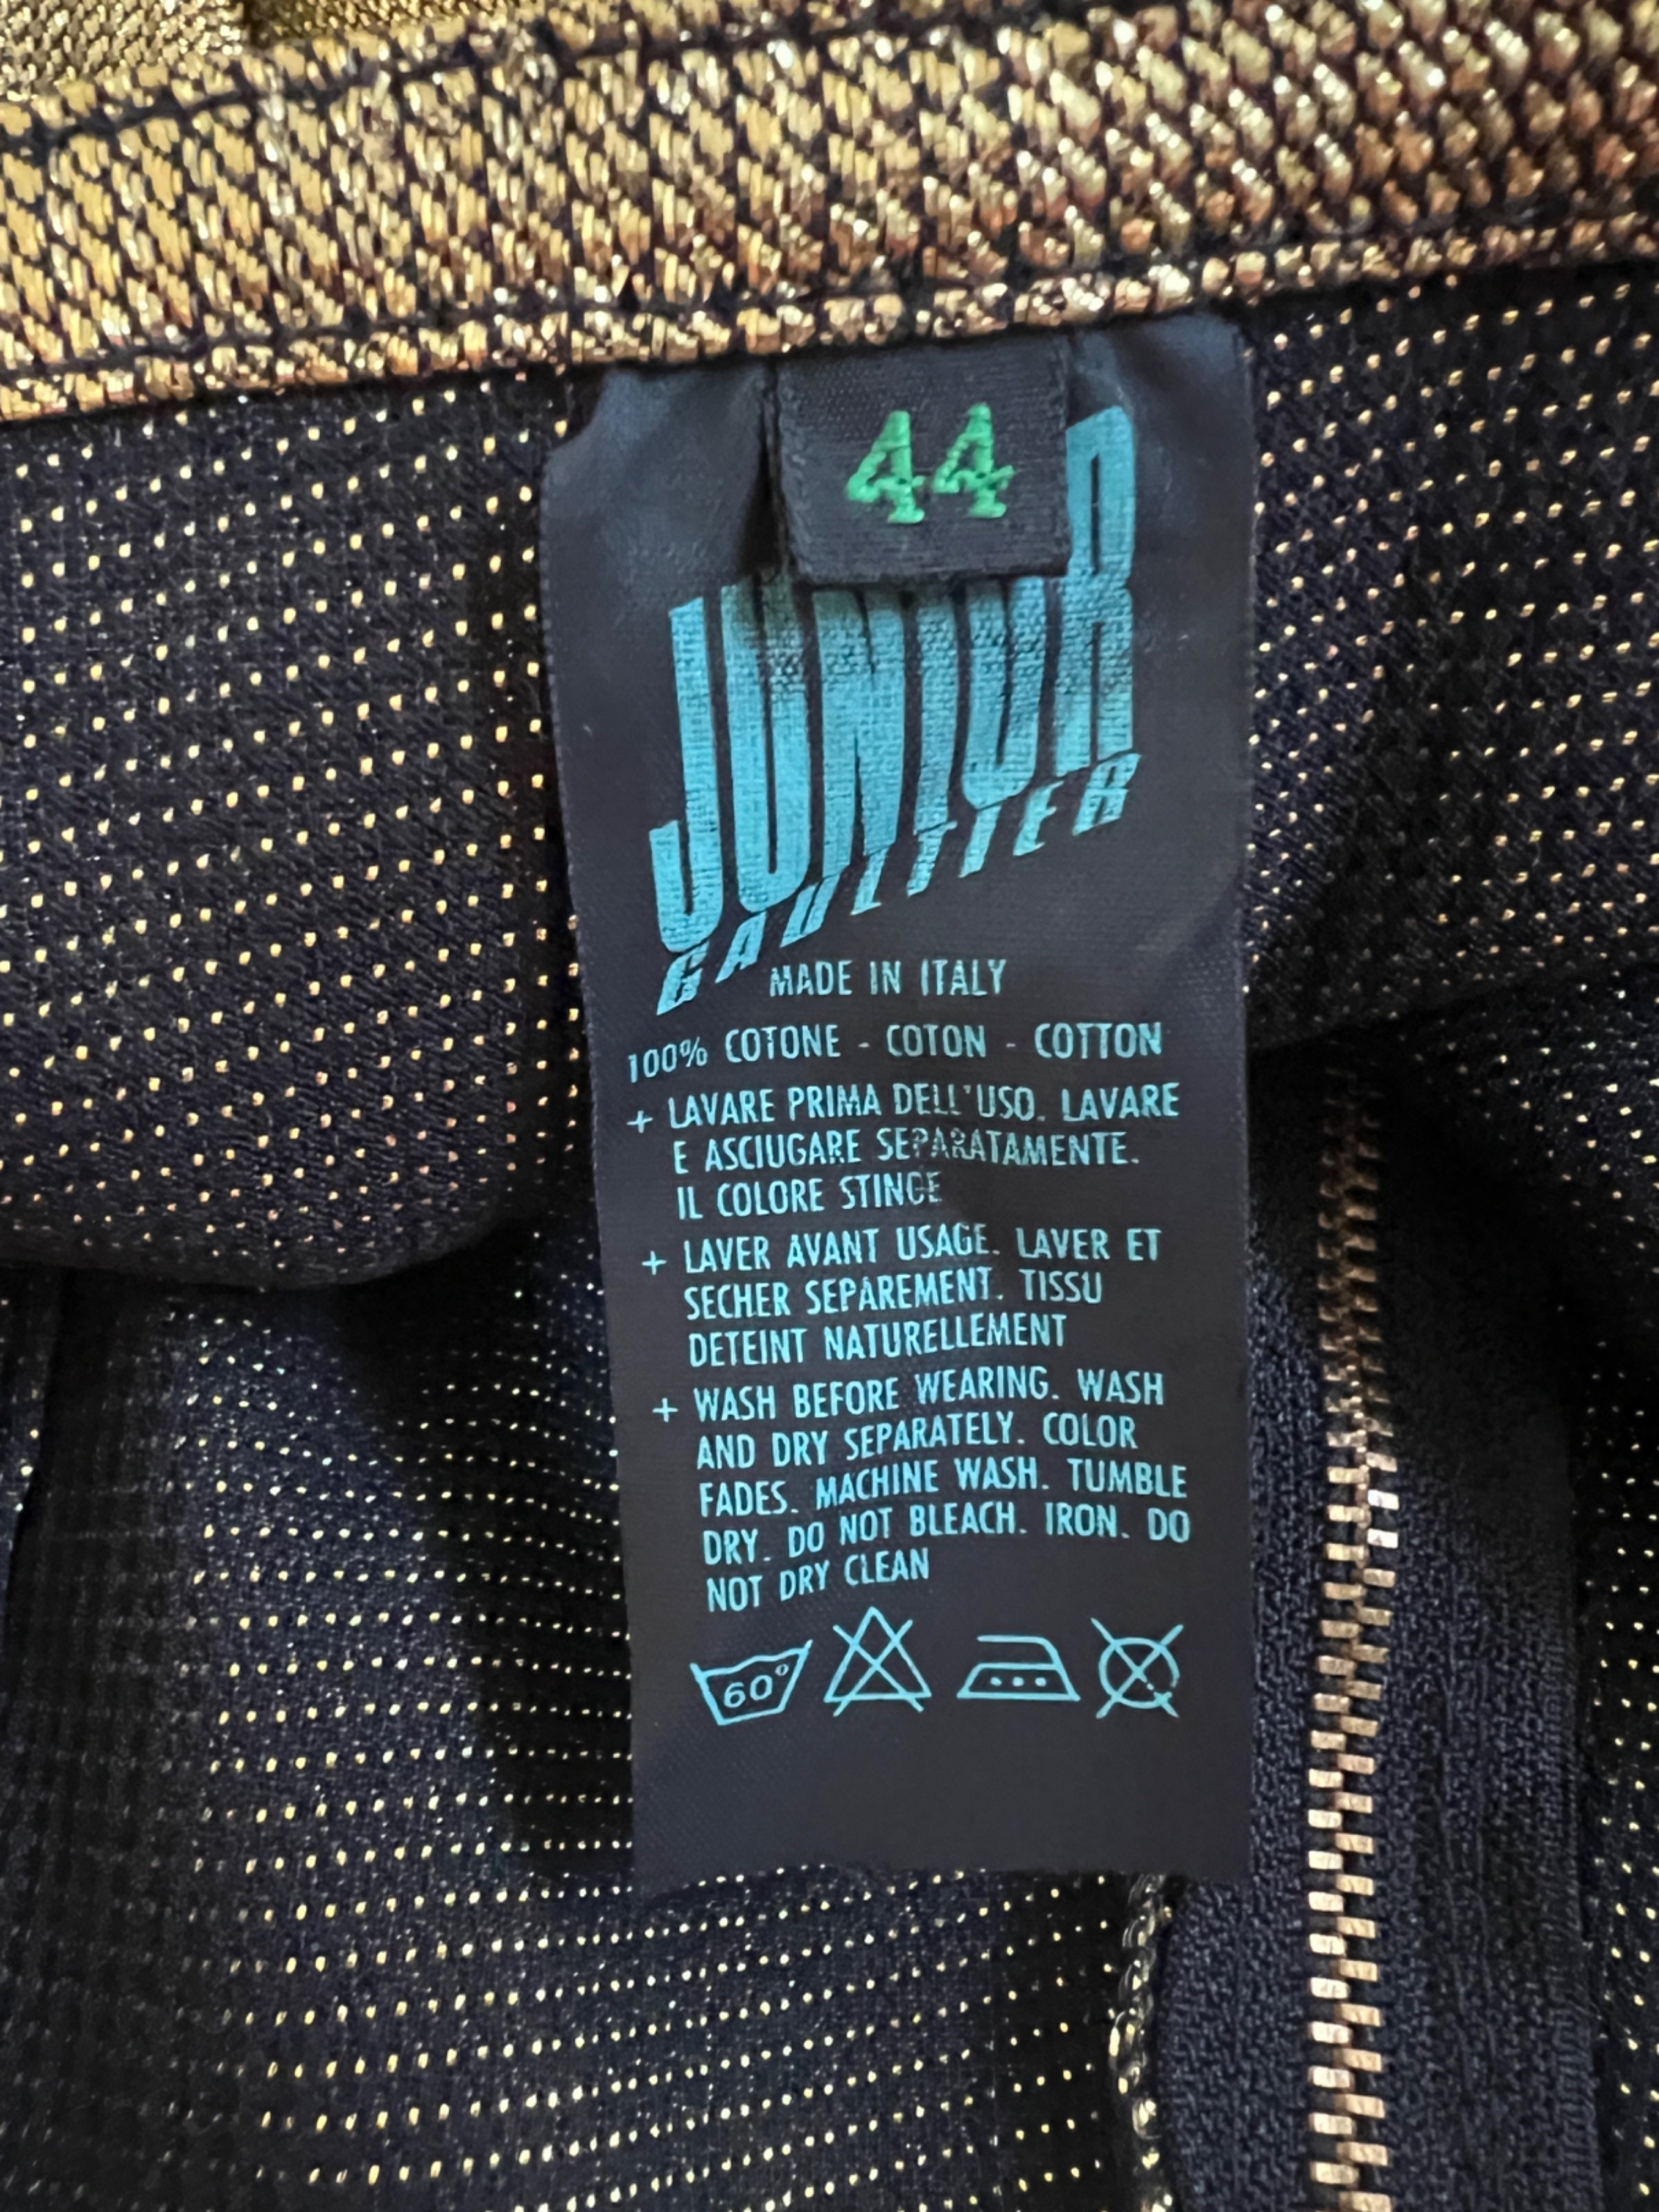 44
JUNIOR
GAULTIER
MADE IN ITALY
100% COTONE - COTON - COTTON
+ LAVARE PRIMA DELL'USO. LAVARE
E ASCIUGARE SEPARATAMENTE.
IL COLORE STINGE
+ LAVER AVANT USAGE. LAVER ET
SECHER SEPAREMENT. TISSU
DETEINT NATURELLEMENT
+ WASH BEFORE WEARING. WASH
AND DRY SEPARATELY. COLOR
FADES. MACHINE WASH. TUMBLE
DRY. DO NOT BLEACH. IRON. DO
NOT DRY CLEAN
60°